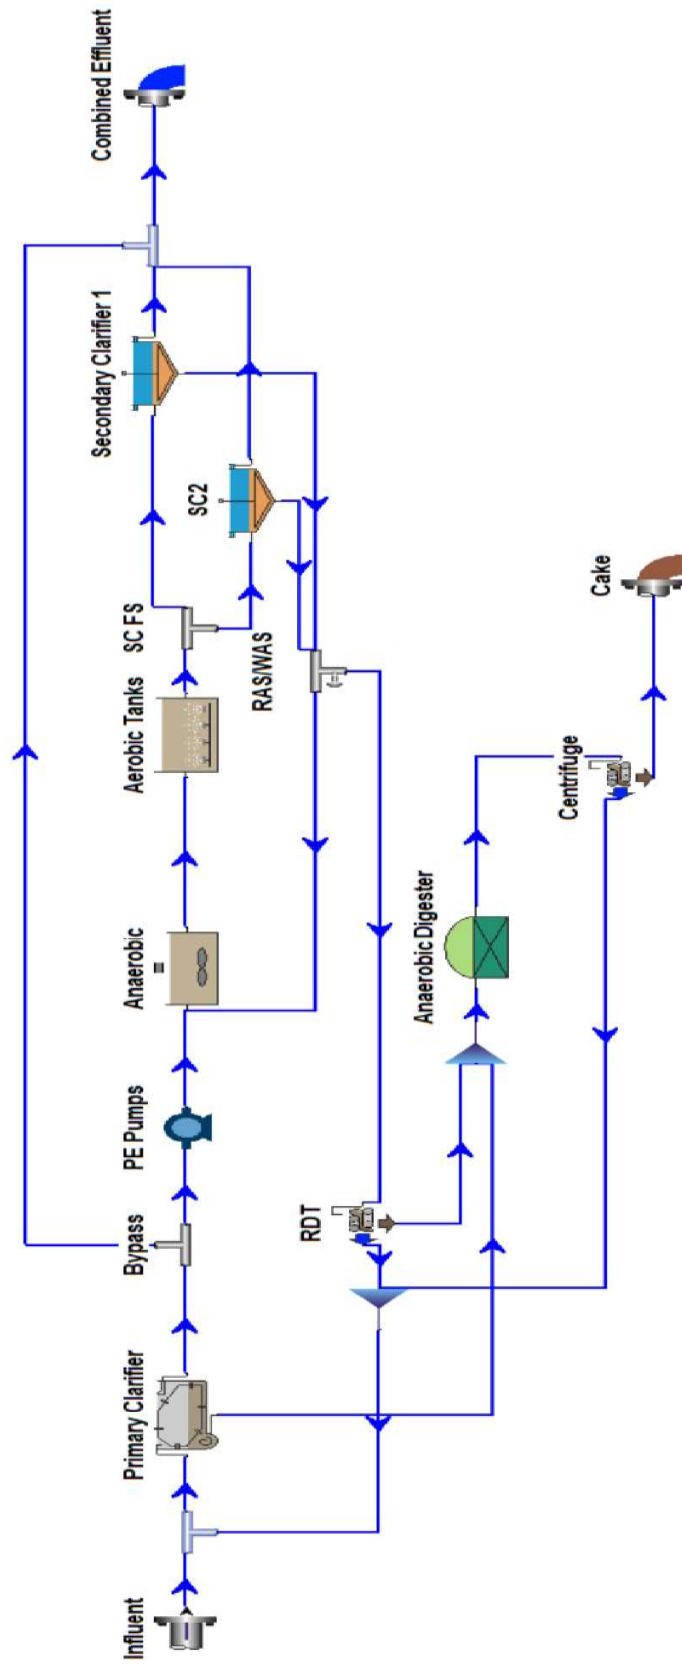 Influent
Primary Clarifier
Bypass
PE Pumps
Anaerobic
Aerobic Tanks
SC FS
Secondary Clarifier 1
Combined Effluent
SC2
RAS/WAS
RDT
Anaerobic Digester
Centrifuge
Cake